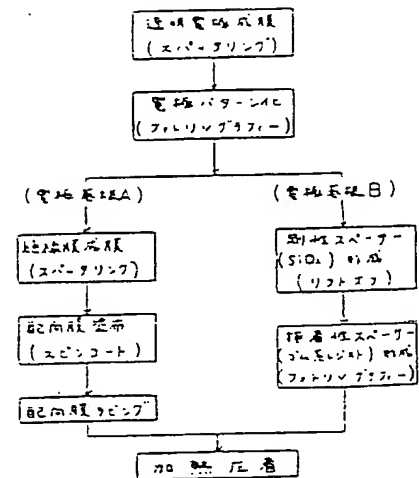 透明電極成膜
(スパータリング)
電極パターン化
(フォトリソグラフィー)
(電極基板A)
(電極基板B)
絶縁膜成膜
(スパータリング)
剛性スペーサー
(SiO₂) 形成
(リフトオフ)
配向膜塗布
(スピンコート)
接着性スペーサー
(ゴム系レジスト) 形成
(フォトリソグラフィー)
配向膜ラビング
加熱圧着